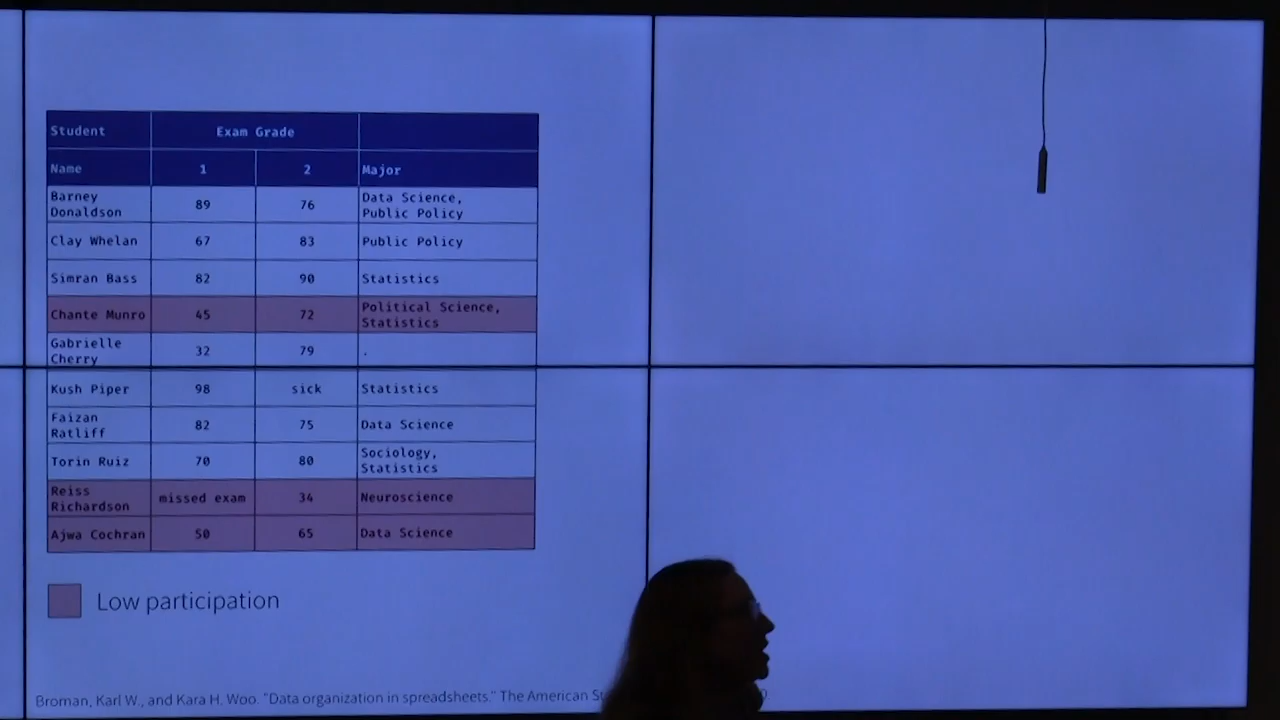 Student Exam Grade
Name 1 2 Major
Barney
Donaldson 89 76 Data Science,
Public Policy
Clay Whelan 67 83 Public Policy
Simran Bass 82 90 Statistics
Chante Munro 45 72 Political Science,
Statistics
Gabrielle
Cherry 32 79 .
Kush Piper 98 sick Statistics
Faizan
Ratliff 82 75 Data Science
Torin Ruiz 70 80 Sociology,
Statistics
Reiss
Richardson missed exam 34 Neuroscience
Ajwa Cochran 50 65 Data Science
Low participation
Broman, Karl W., and Kara H. Woo. "Data organization in spreadsheets." The American